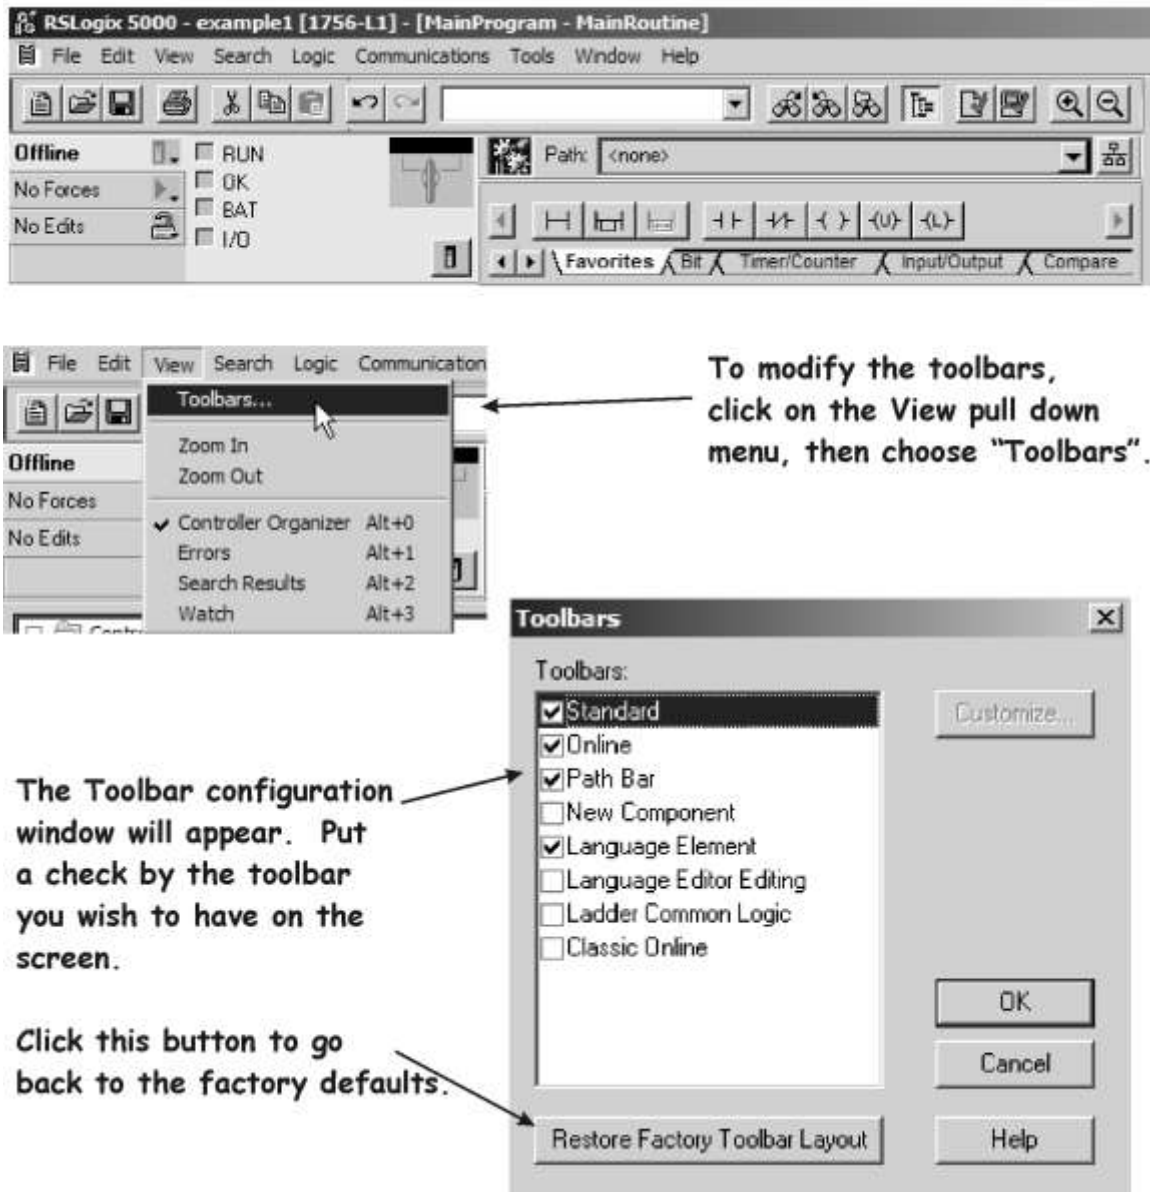 RSLogix 5000 - example1 [1756-L1] - [MainProgram - MainRoutine]
File Edit View Search Logic Communications Tools Window Help
Offline
No Forces
No Edits
RUN
OK
BAT
I/O
Path: <none>
(U) (L)
Favorites Bit Timer/Counter Input/Output Compare
File Edit View Search Logic Communication
Offline
No Forces
No Edits
Toolbars...
Zoom In
Zoom Out
Controller Organizer Alt+0
Errors Alt+1
Search Results Alt+2
Watch Alt+3
To modify the toolbars,
click on the View pull down
menu, then choose “Toolbars”.
The Toolbar configuration
window will appear. Put
a check by the toolbar
you wish to have on the
screen.
Click this button to go
back to the factory defaults.
Toolbars
Toolbars:
Standard
Online
Path Bar
New Component
Language Element
Language Editor Editing
Ladder Common Logic
Classic Online
Customize...
OK
Cancel
Restore Factory Toolbar Layout
Help